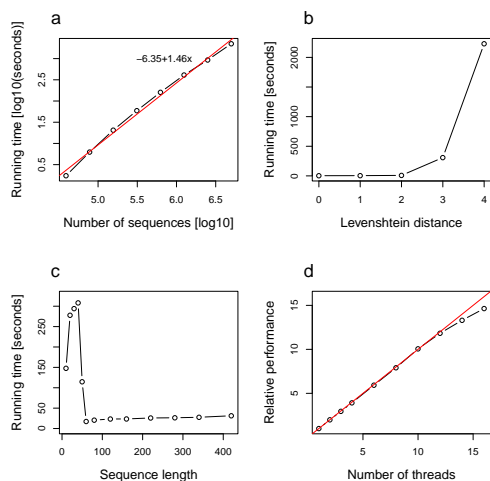 a
Running time [log10(seconds)]
0.5 1.5 2.5
−6.35+1.46x
5.0 5.5 6.0 6.5
Number of sequences [log10]
b
Running time [seconds]
0 500 1000 2000
0 1 2 3 4
Levenshtein distance
c
Running time [seconds]
0 50 150 250
0 100 200 300 400
Sequence length
d
Relative performance
5 10 15
5 10 15
Number of threads